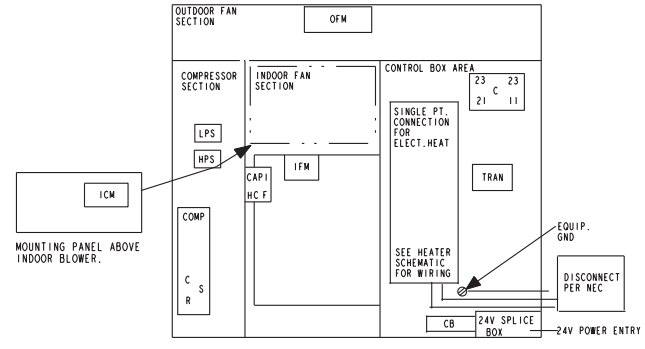 OUTDOOR FAN
SECTION
OFM
COMPRESSOR
SECTION
INDOOR FAN
SECTION
CONTROL BOX AREA
23 23
C
21 11
SINGLE PT.
CONNECTION
FOR
ELECT.HEAT
LPS
HPS
IFM
TRAN
CAP1
HC F
ICM
MOUNTING PANEL ABOVE
INDOOR BLOWER.
COMP
C
S
R
SEE HEATER
SCHEMATIC
FOR WIRING
EQUIP.
GND
DISCONNECT
PER NEC
CB
24V SPLICE
BOX
24V POWER ENTRY